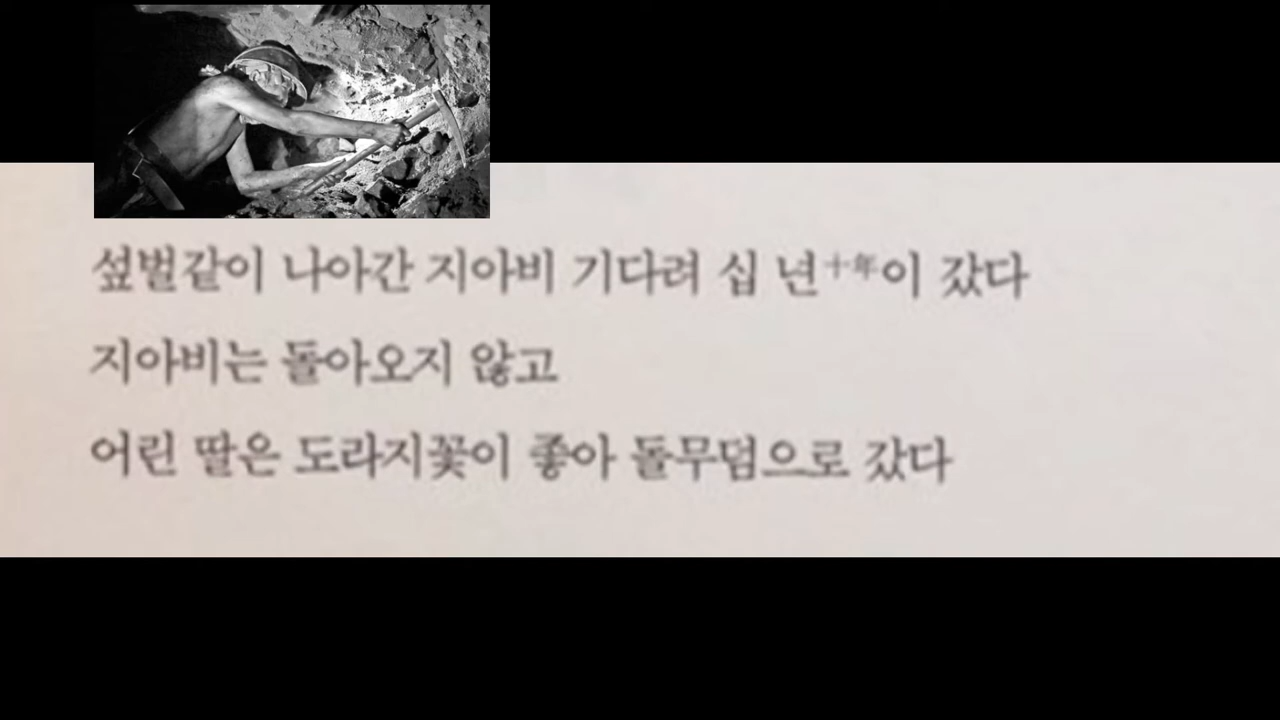 섶벌같이 나아간 지아비 기다려 십 년十年이 갔다
지아비는 돌아오지 않고
어린 딸은 도라지꽃이 좋아 돌무덤으로 갔다